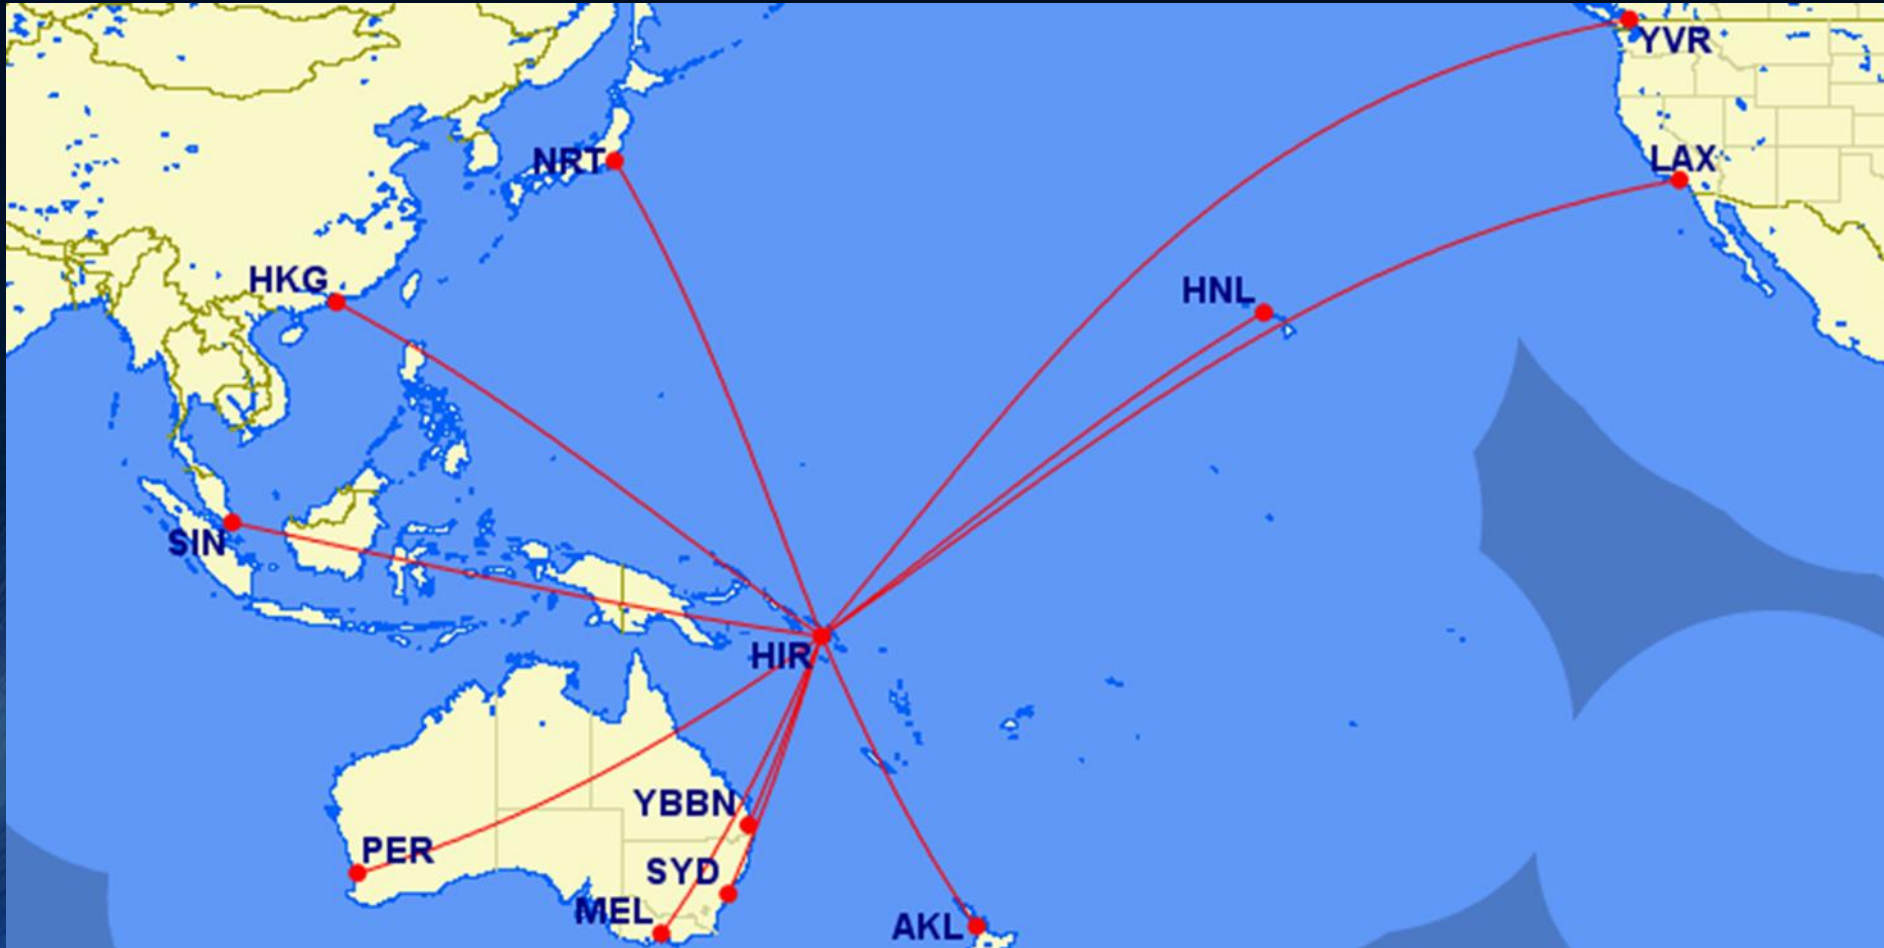 YVR
NRT
LAX
HKG
HNL
SIN
HIR
YBBN
PER
SYD
MEL
AKL